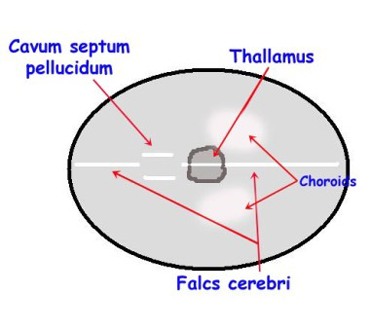 Cavum septum
pellucidum
Thallamus
Choroids
Falcs cerebri